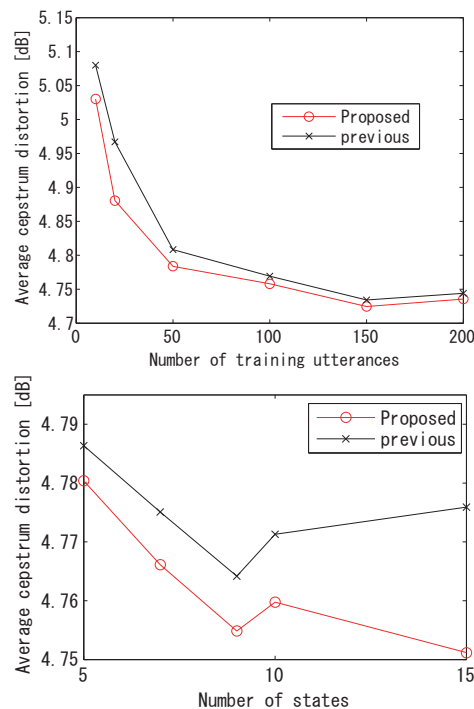 Average cepstrum distortion [dB]
5.15
5.1
5.05
5
4.95
4.9
4.85
4.8
4.75
4.7
Proposed
previous
0 50 100 150 200
Number of training utterances
Average cepstrum distortion [dB]
4.79
4.78
4.77
4.76
4.75
Proposed
previous
5 10 15
Number of states